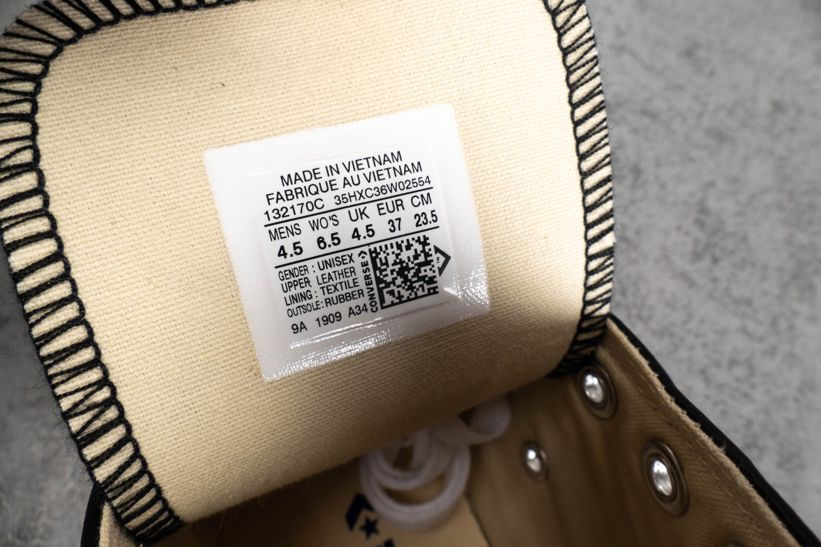 MADE IN VIETNAM
FABRIQUE AU VIETNAM
132170C 35HXC36W02554
MENS WO'S UK EUR CM
4.5 6.5 4.5 37 23.5
GENDER : UNISEX
UPPER LEATHER
LINING : TEXTILE
OUTSOLE: RUBBER
CONVERSE
9A 1909 A34